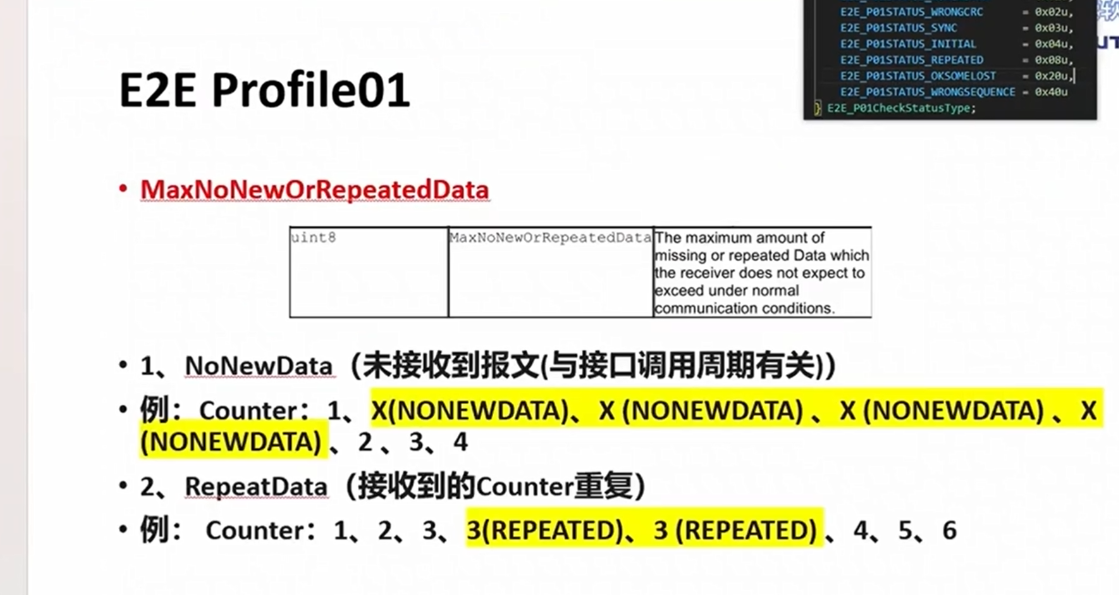 E2E_P01STATUS_WRONGCRC = 0x02u,
E2E_P01STATUS_SYNC = 0x03u,
E2E_P01STATUS_INITIAL = 0x04u,
E2E_P01STATUS_REPEATED = 0x08u,
E2E_P01STATUS_OKSOMELOST = 0x20u,
E2E_P01STATUS_WRONGSEQUENCE = 0x40u
} E2E_P01CheckStatusType;
E2E Profile01
• MaxNoNewOrRepeatedData
uint8 MaxNoNewOrRepeatedData The maximum amount of
missing or repeated Data which
the receiver does not expect to
exceed under normal
communication conditions.
• 1、NoNewData（未接收到报文(与接口调用周期有关)）
• 例：Counter：1、X(NONEWDATA)、X (NONEWDATA) 、X (NONEWDATA) 、X
(NONEWDATA) 、2 、3、4
• 2、RepeatData（接收到的Counter重复）
• 例： Counter：1、2、3、3(REPEATED)、3 (REPEATED) 、4、5、6